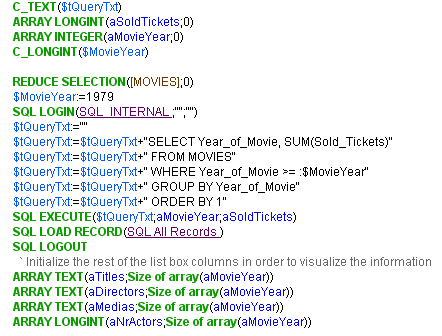 C_TEXT($tQueryTxt)
ARRAY LONGINT(aSoldTickets;0)
ARRAY INTEGER(aMovieYear;0)
C_LONGINT($MovieYear)
REDUCE SELECTION([MOVIES];0)
$MovieYear:=1979
SQL LOGIN(SQL_INTERNAL;"";"")
$tQueryTxt:=""
$tQueryTxt:=$tQueryTxt+"SELECT Year_of_Movie, SUM(Sold_Tickets)"
$tQueryTxt:=$tQueryTxt+" FROM MOVIES"
$tQueryTxt:=$tQueryTxt+" WHERE Year_of_Movie >= :$MovieYear"
$tQueryTxt:=$tQueryTxt+" GROUP BY Year_of_Movie"
$tQueryTxt:=$tQueryTxt+" ORDER BY 1"
SQL EXECUTE($tQueryTxt;aMovieYear;aSoldTickets)
SQL LOAD RECORD(SQL All Records )
SQL LOGOUT
` Initialize the rest of the list box columns in order to visualize the information
ARRAY TEXT(aTitles;Size of array(aMovieYear))
ARRAY TEXT(aDirectors;Size of array(aMovieYear))
ARRAY TEXT(aMedias;Size of array(aMovieYear))
ARRAY LONGINT(aNrActors;Size of array(aMovieYear))